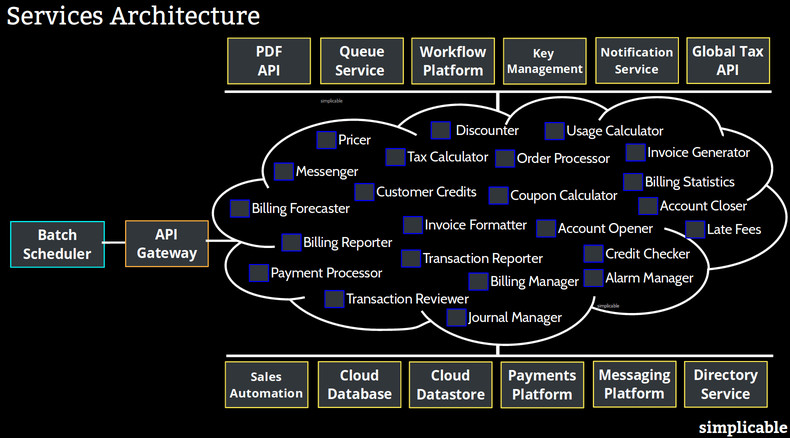 Services Architecture
PDF
API
Queue
Service
Workflow
Platform
Key
Management
Notification
Service
Global Tax
API
simplicable
Discounter
Usage Calculator
Pricer
Tax Calculator
Order Processor
Invoice Generator
Messenger
Customer Credits
Coupon Calculator
Billing Statistics
Billing Forecaster
Account Closer
Invoice Formatter
Account Opener
Late Fees
Batch
Scheduler
API
Gateway
Billing Reporter
Transaction Reporter
Credit Checker
Payment Processor
Billing Manager
Alarm Manager
Transaction Reviewer
simplicable
Journal Manager
Sales
Automation
Cloud
Database
Cloud
Datastore
Payments
Platform
Messaging
Platform
Directory
Service
simplicable